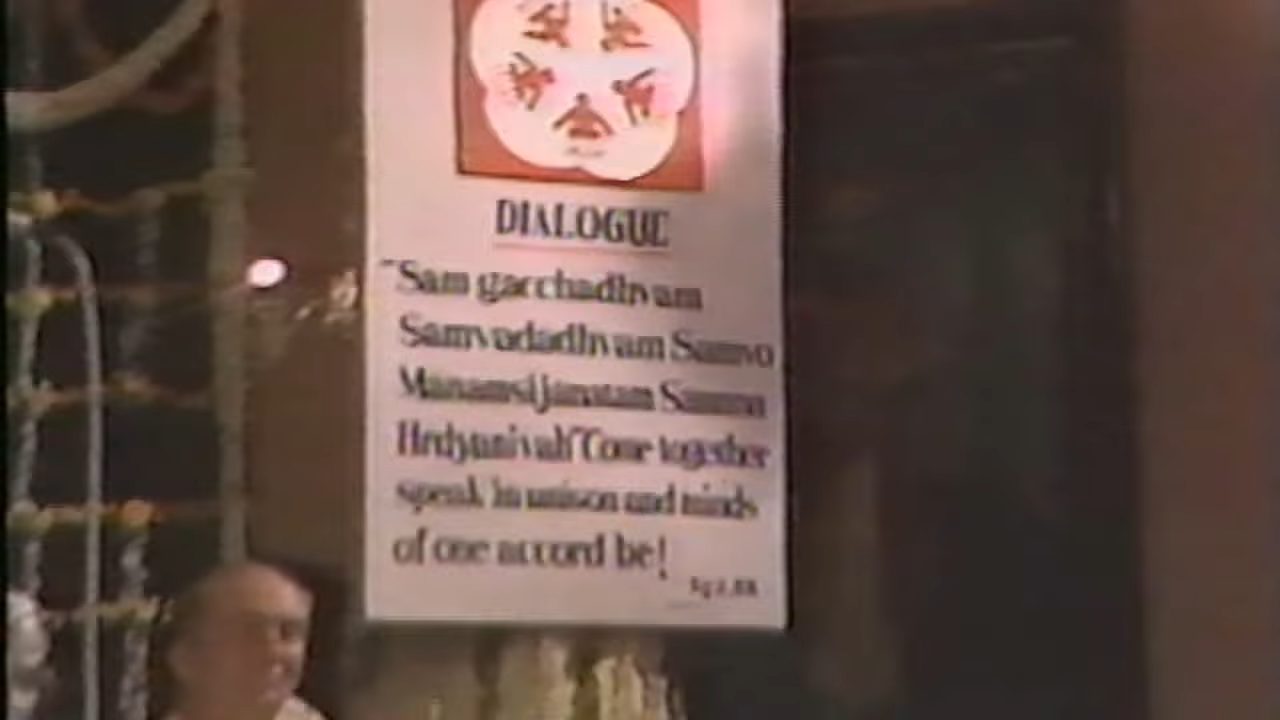 DIALOGUE
"Sam gacchadhvam
Samvadadhvam Samvo
Manamsi janatam Samana
Hrdyanivah" Come together
speak in unison and minds
of one accord be!